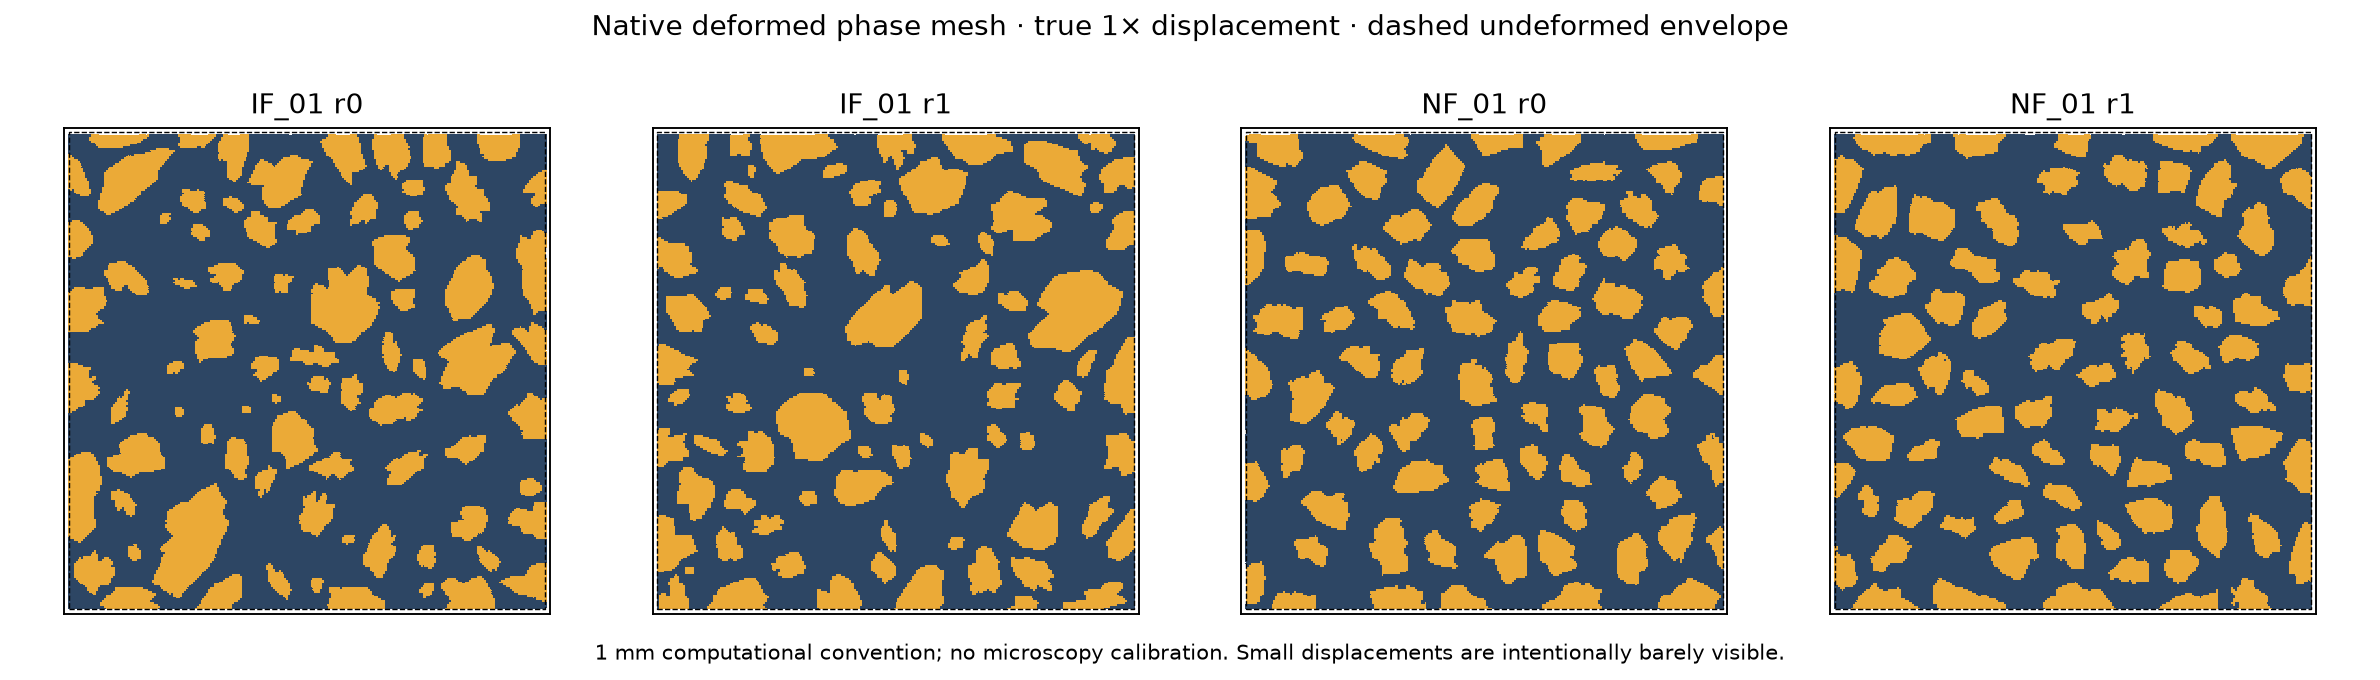 Native deformed phase mesh · true 1× displacement · dashed undeformed envelope
IF_01 r0
IF_01 r1
NF_01 r0
NF_01 r1
1 mm computational convention; no microscopy calibration. Small displacements are intentionally barely visible.